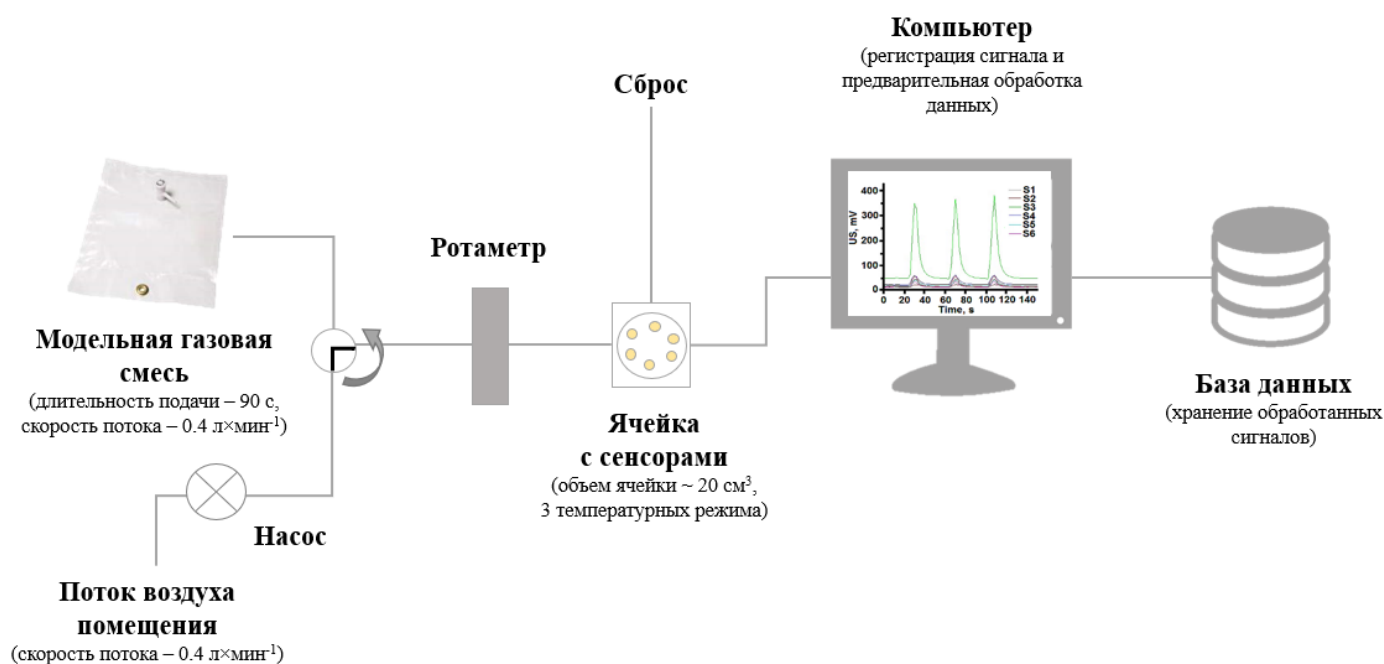 Компьютер
(регистрация сигнала и
предварительная обработка
данных)
Сброс
Ротаметр
Модельная газовая
смесь
(длительность подачи – 90 с,
скорость потока – 0.4 л×мин⁻¹)
Насос
Поток воздуха
помещения
(скорость потока – 0.4 л×мин⁻¹)
Ячейка
с сенсорами
(объем ячейки ~ 20 см³,
3 температурных режима)
US, mV
400
300
200
100
0
0 20 40 60 80 100 120 140
Time, s
S1
S2
S3
S4
S5
S6
База данных
(хранение обработанных
сигналов)